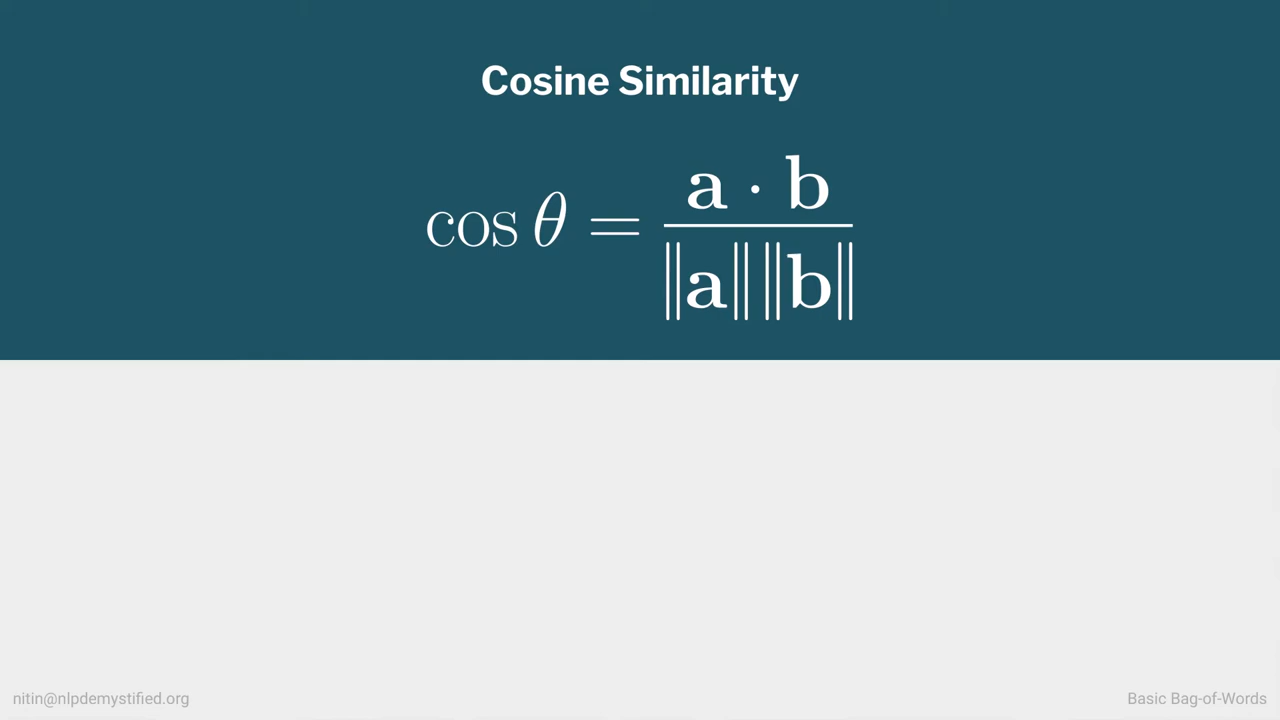 Cosine Similarity
cos θ = a · b / ‖a‖ ‖b‖
nitin@nlpdemystified.org
Basic Bag-of-Words